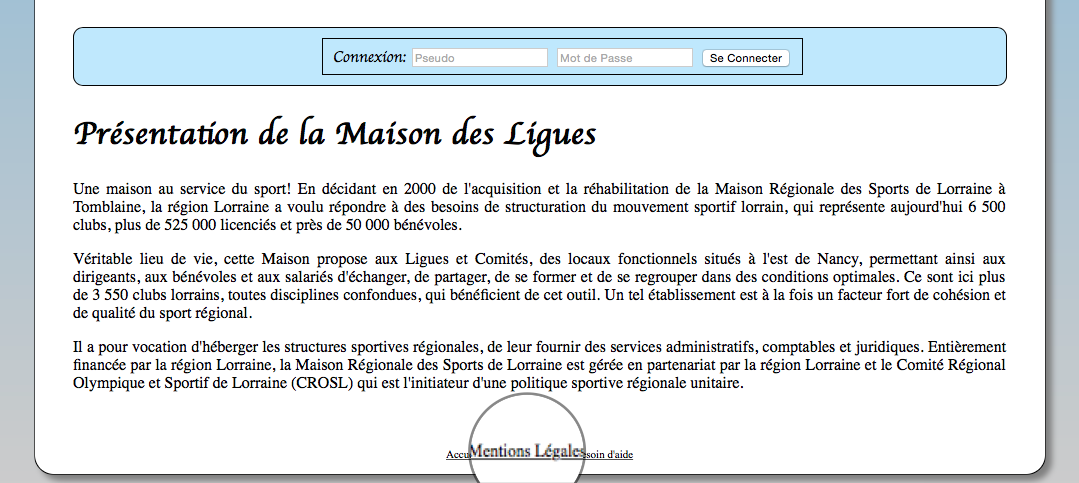 Connexion: Pseudo Mot de Passe Se Connecter
Présentation de la Maison des Ligues
Une maison au service du sport! En décidant en 2000 de l'acquisition et la réhabilitation de la Maison Régionale des Sports de Lorraine à
Tomblaine, la région Lorraine a voulu répondre à des besoins de structuration du mouvement sportif lorrain, qui représente aujourd'hui 6 500
clubs, plus de 525 000 licenciés et près de 50 000 bénévoles.
Véritable lieu de vie, cette Maison propose aux Ligues et Comités, des locaux fonctionnels situés à l'est de Nancy, permettant ainsi aux
dirigeants, aux bénévoles et aux salariés d'échanger, de partager, de se former et de se regrouper dans des conditions optimales. Ce sont ici plus
de 3 550 clubs lorrains, toutes disciplines confondues, qui bénéficient de cet outil. Un tel établissement est à la fois un facteur fort de cohésion et
de qualité du sport régional.
Il a pour vocation d'héberger les structures sportives régionales, de leur fournir des services administratifs, comptables et juridiques. Entièrement
financée par la région Lorraine, la Maison Régionale des Sports de Lorraine est gérée en partenariat par la région Lorraine et le Comité Régional
Olympique et Sportif de Lorraine (CROSL) qui est l'initiateur d'une politique sportive régionale unitaire.
Mentions Légales d'aide